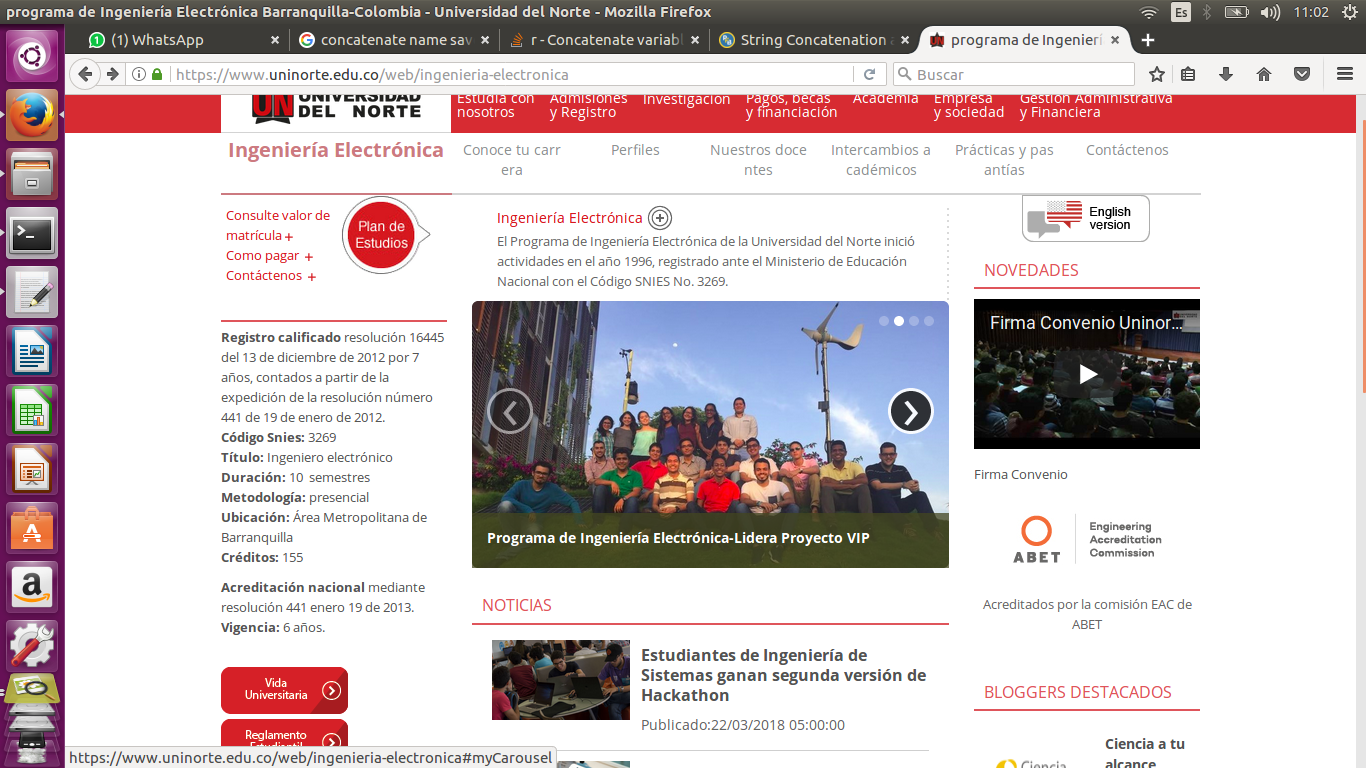 programa de Ingeniería Electrónica Barranquilla-Colombia - Universidad del Norte - Mozilla Firefox
Es
11:02
(1) WhatsApp
concatenate name sav
r - Concatenate variabl
String Concatenation
programa de Ingenierí
https://www.uninorte.edu.co/web/ingenieria-electronica
Buscar
UN UNIVERSIDAD
DEL NORTE
Estudia con
nosotros
Admisiones
y Registro
Investigación
Pagos, becas
y financiación
Academia
Empresa
y sociedad
Gestión Administrativa
y Financiera
Ingeniería Electrónica
Conoce tu carr
era
Perfiles
Nuestros doce
ntes
Intercambios a
cadémicos
Prácticas y pas
antías
Contáctenos
Consulte valor de
matrícula +
Como pagar +
Contáctenos +
Plan de
Estudios
Registro calificado resolución 16445
del 13 de diciembre de 2012 por 7
años, contados a partir de la
expedición de la resolución número
441 de 19 de enero de 2012.
Código Snies: 3269
Título: Ingeniero electrónico
Duración: 10 semestres
Metodología: presencial
Ubicación: Área Metropolitana de
Barranquilla
Créditos: 155
Acreditación nacional mediante
resolución 441 enero 19 de 2013.
Vigencia: 6 años.
Vida
Universitaria
Reglamento
Estudiantil
Ingeniería Electrónica
El Programa de Ingeniería Electrónica de la Universidad del Norte inició
actividades en el año 1996, registrado ante el Ministerio de Educación
Nacional con el Código SNIES No. 3269.
Programa de Ingeniería Electrónica-Lidera Proyecto VIP
NOTICIAS
Estudiantes de Ingeniería de
Sistemas ganan segunda versión de
Hackathon
Publicado:22/03/2018 05:00:00
English
version
NOVEDADES
Firma Convenio Uninor...
Firma Convenio
ABET
Engineering
Accreditation
Commission
Acreditados por la comisión EAC de
ABET
BLOGGERS DESTACADOS
Ciencia
Ciencia a tu
alcance
https://www.uninorte.edu.co/web/ingenieria-electronica#myCarousel